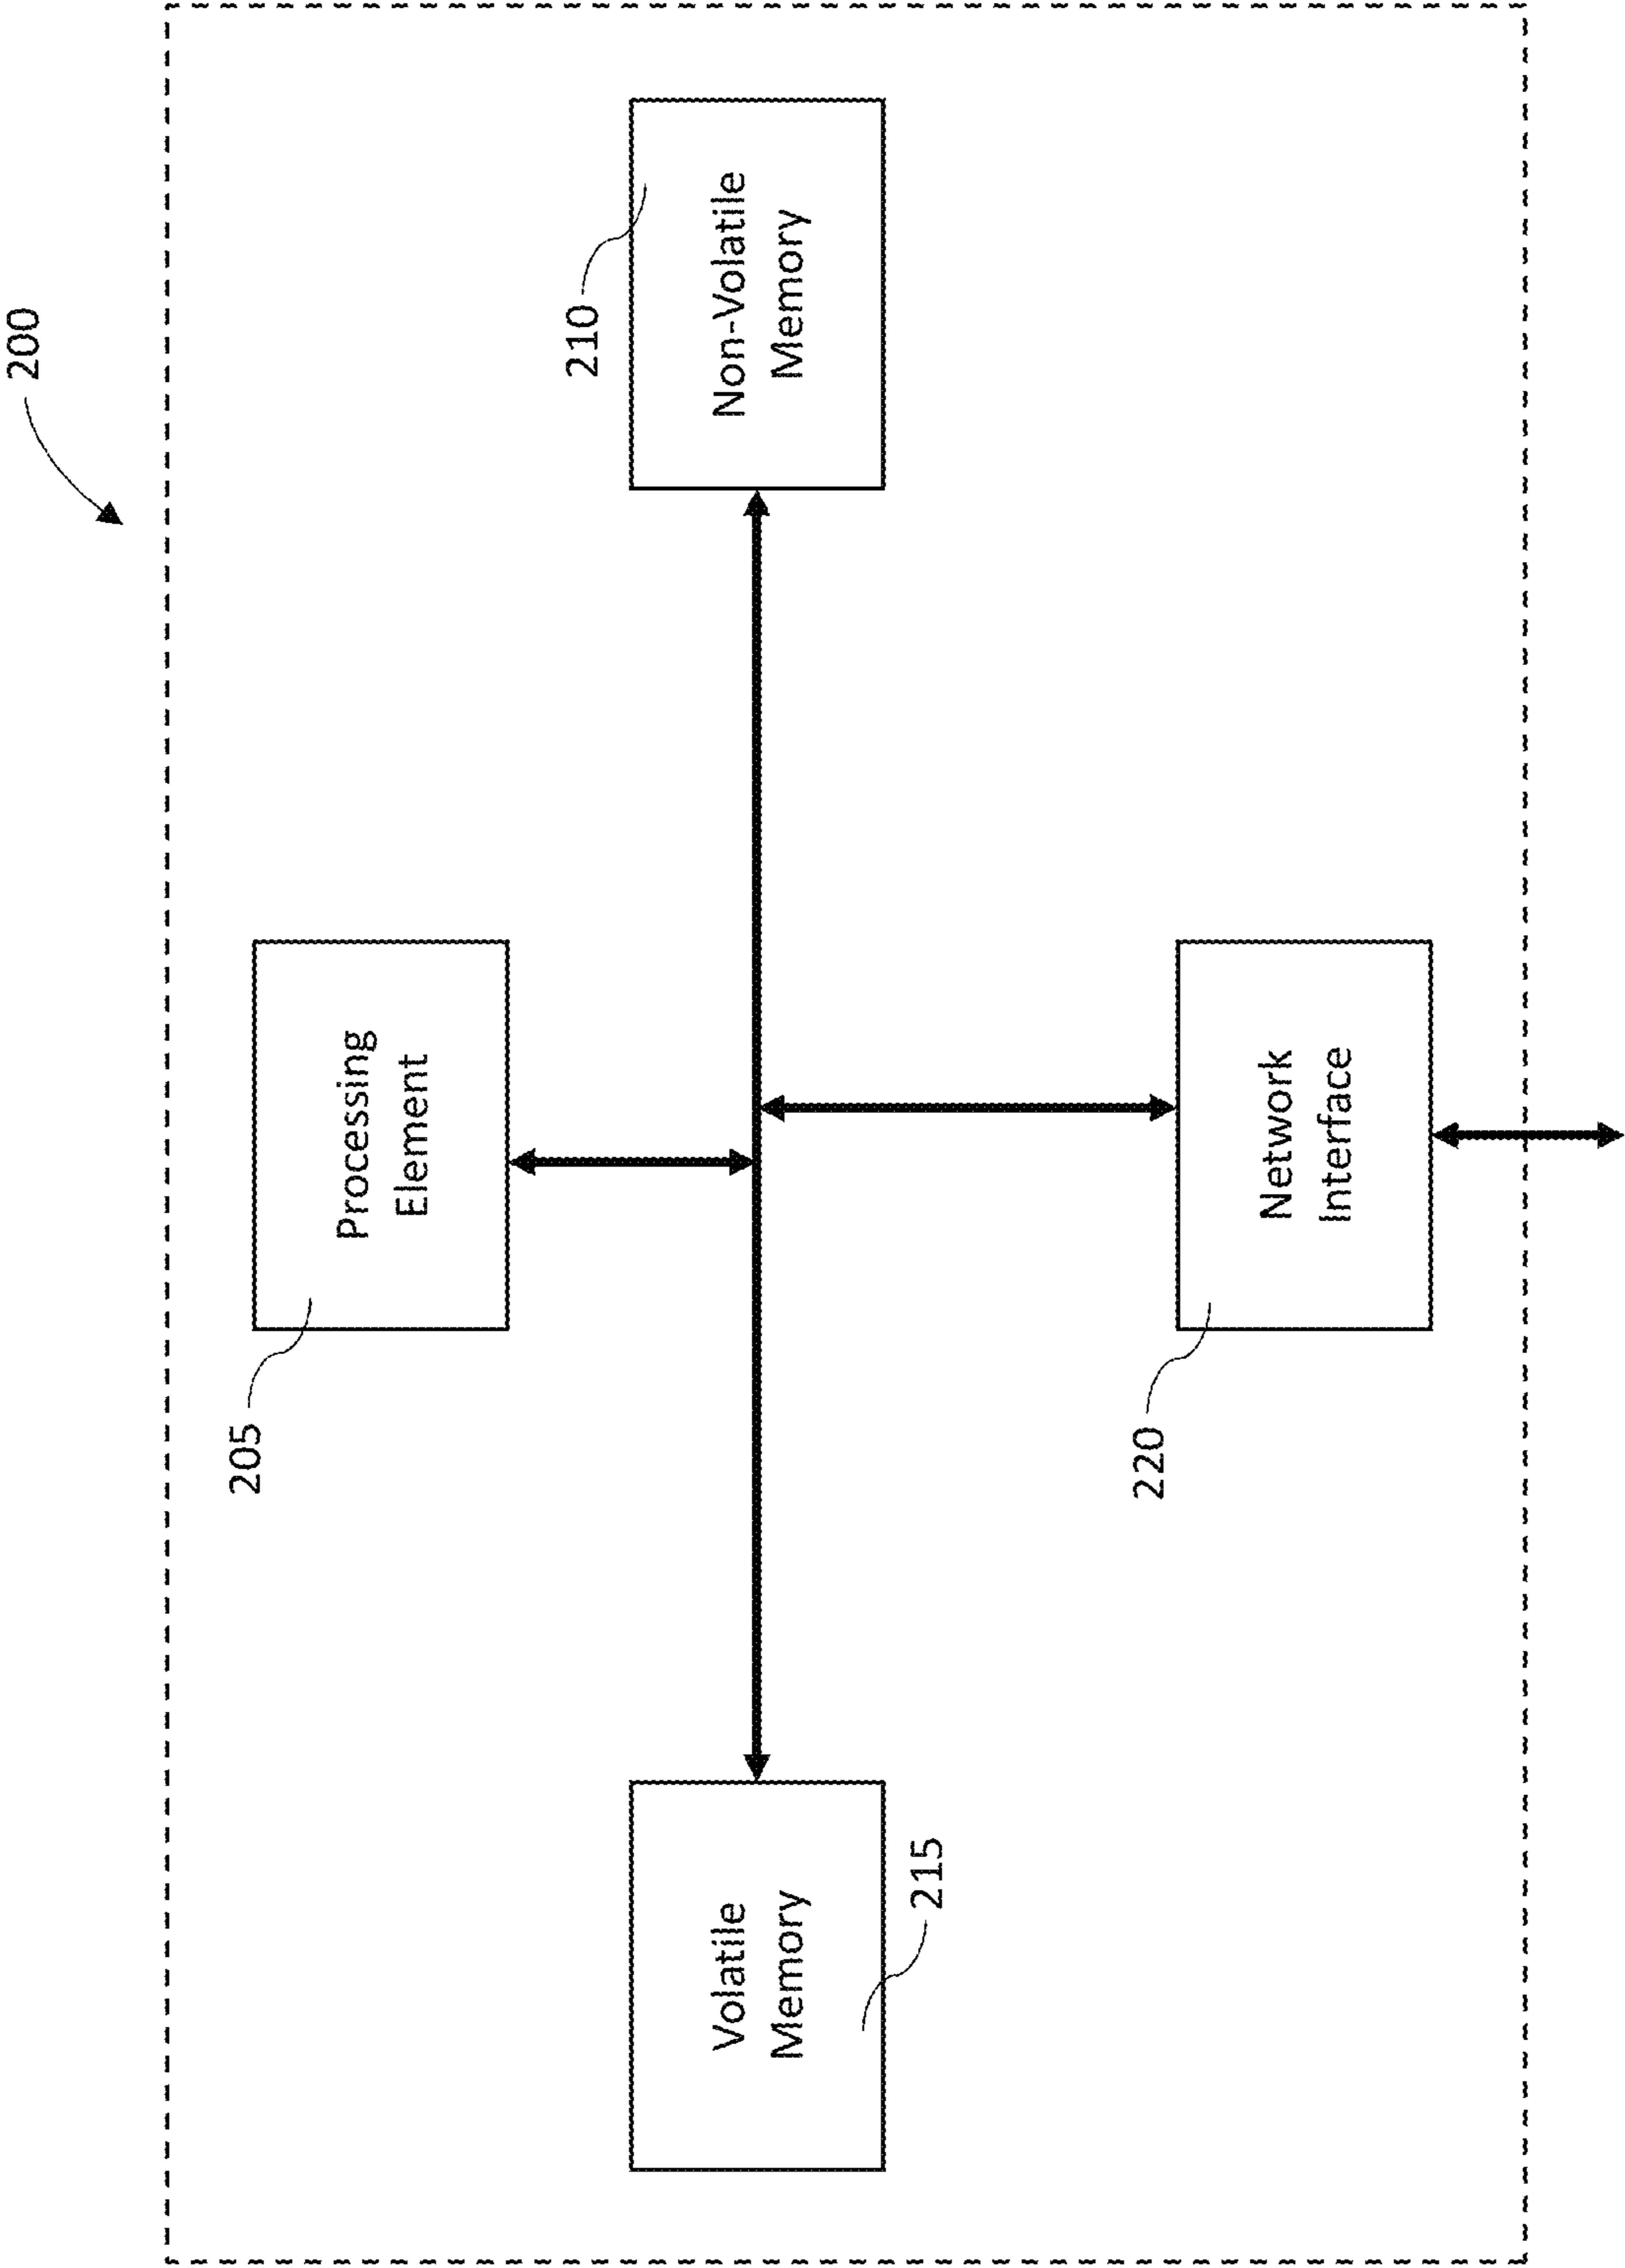 200
205
Processing
Element
215
Volatile
Memory
210
Non-Volatile
Memory
220
Network
Interface